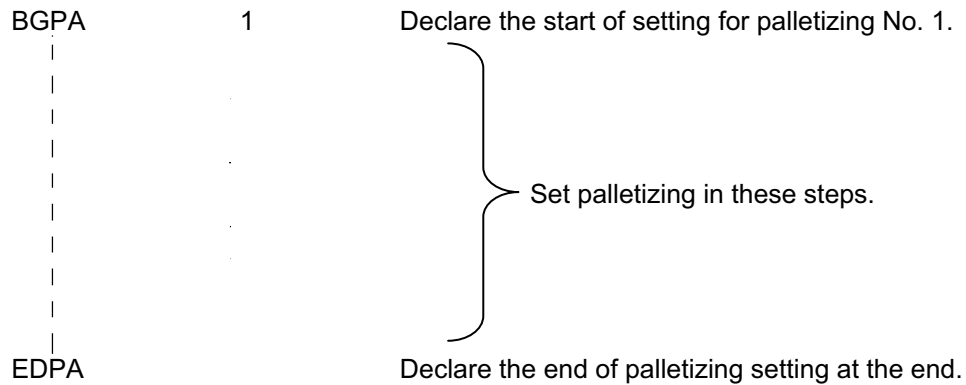 BGPA 1 Declare the start of setting for palletizing No. 1.
Set palletizing in these steps.
EDPA Declare the end of palletizing setting at the end.